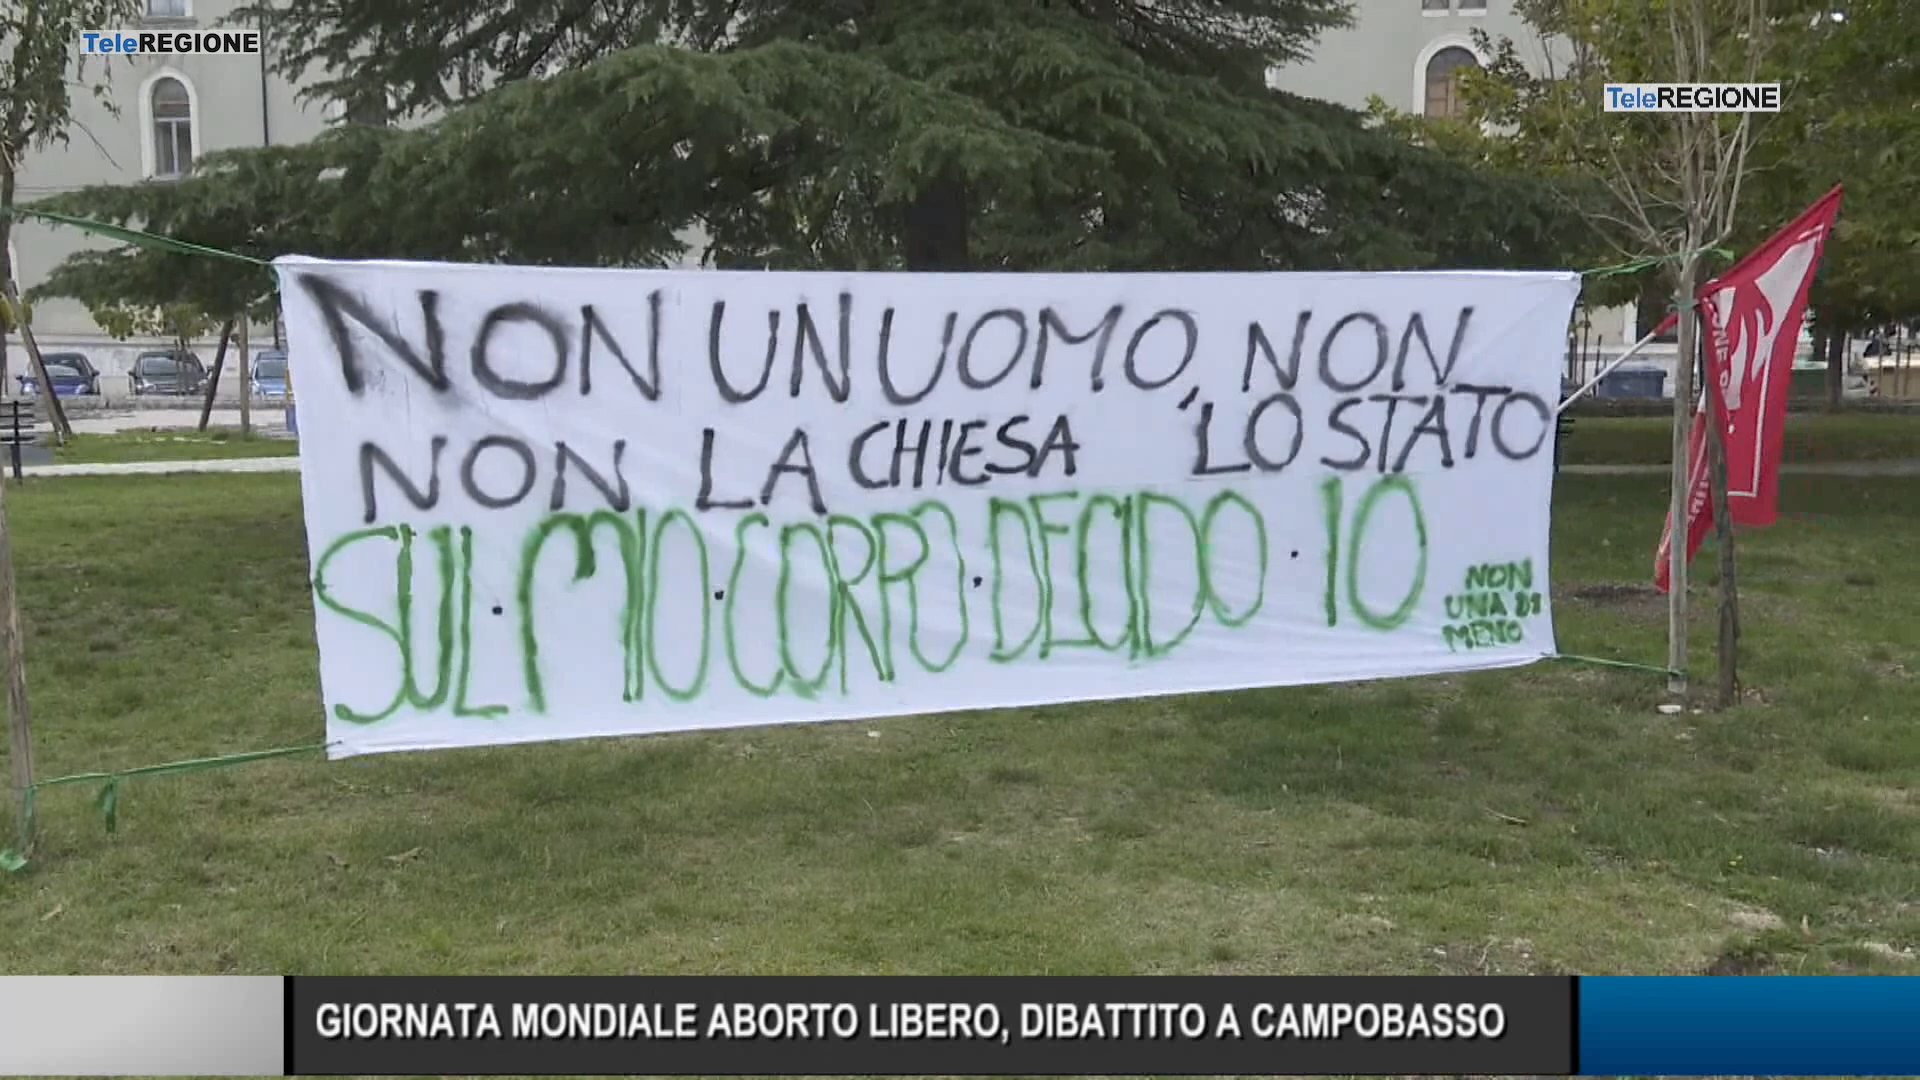 TeleREGIONE
TeleREGIONE
NON UN UOMO, NON
NON LA CHIESA LO STATO
SUL·MIO·CORPO·DECIDO·IO
NON
UNA DI
MENO
GIORNATA MONDIALE ABORTO LIBERO, DIBATTITO A CAMPOBASSO